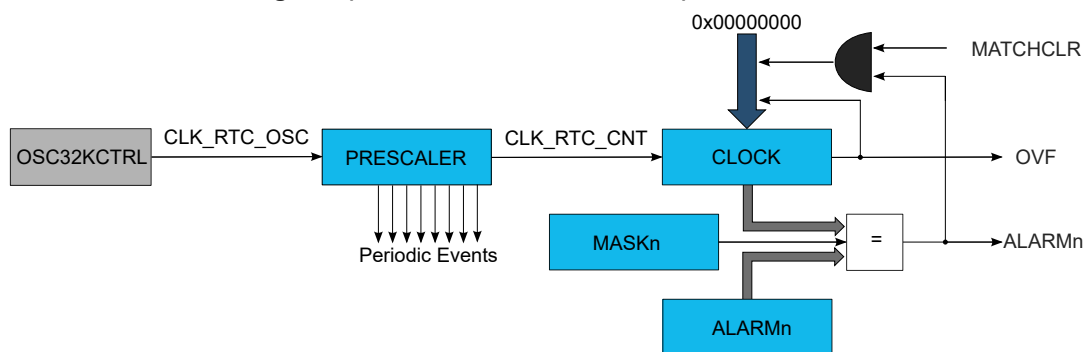 0x00000000
MATCHCLR
OSC32KCTRL
CLK_RTC_OSC
PRESCALER
CLK_RTC_CNT
CLOCK
OVF
Periodic Events
MASKn
=
ALARMn
ALARMn